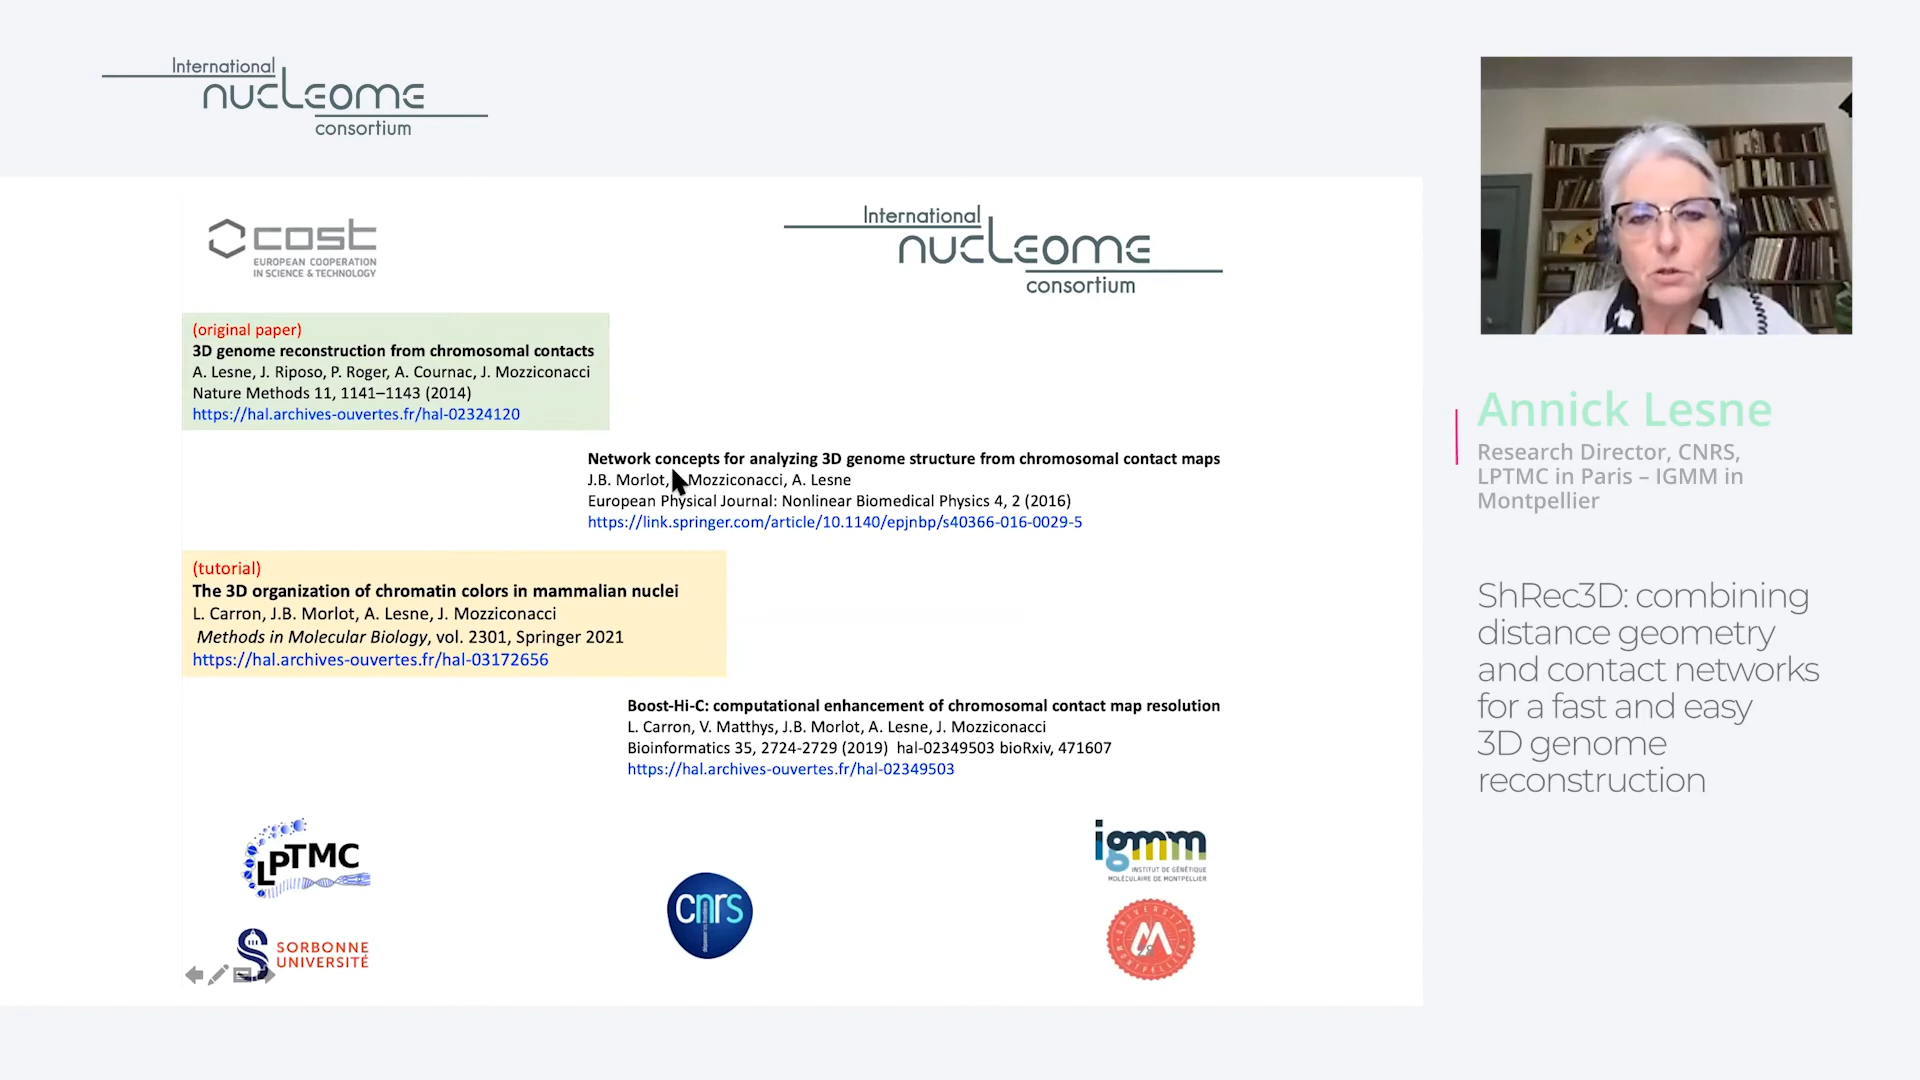 International
nucleome
consortium
cost
EUROPEAN COOPERATION
IN SCIENCE & TECHNOLOGY
International
nucleome
consortium
(original paper)
3D genome reconstruction from chromosomal contacts
A. Lesne, J. Riposo, P. Roger, A. Cournac, J. Mozziconacci
Nature Methods 11, 1141–1143 (2014)
https://hal.archives-ouvertes.fr/hal-02324120
Network concepts for analyzing 3D genome structure from chromosomal contact maps
J.B. Morlot, Mozziconacci, A. Lesne
European Physical Journal: Nonlinear Biomedical Physics 4, 2 (2016)
https://link.springer.com/article/10.1140/epjnbp/s40366-016-0029-5
(tutorial)
The 3D organization of chromatin colors in mammalian nuclei
L. Carron, J.B. Morlot, A. Lesne, J. Mozziconacci
Methods in Molecular Biology, vol. 2301, Springer 2021
https://hal.archives-ouvertes.fr/hal-03172656
Boost-Hi-C: computational enhancement of chromosomal contact map resolution
L. Carron, V. Matthys, J.B. Morlot, A. Lesne, J. Mozziconacci
Bioinformatics 35, 2724-2729 (2019) hal-02349503 bioRxiv, 471607
https://hal.archives-ouvertes.fr/hal-02349503
LPTMC
SORBONNE
UNIVERSITÉ
cnrs
igmm
INSTITUT DE GÉNÉTIQUE
MOLÉCULAIRE DE MONTPELLIER
UNIVERSITÉ
MONTPELLIER
Annick Lesne
Research Director, CNRS,
LPTMC in Paris – IGMM in
Montpellier
ShRec3D: combining
distance geometry
and contact networks
for a fast and easy
3D genome
reconstruction